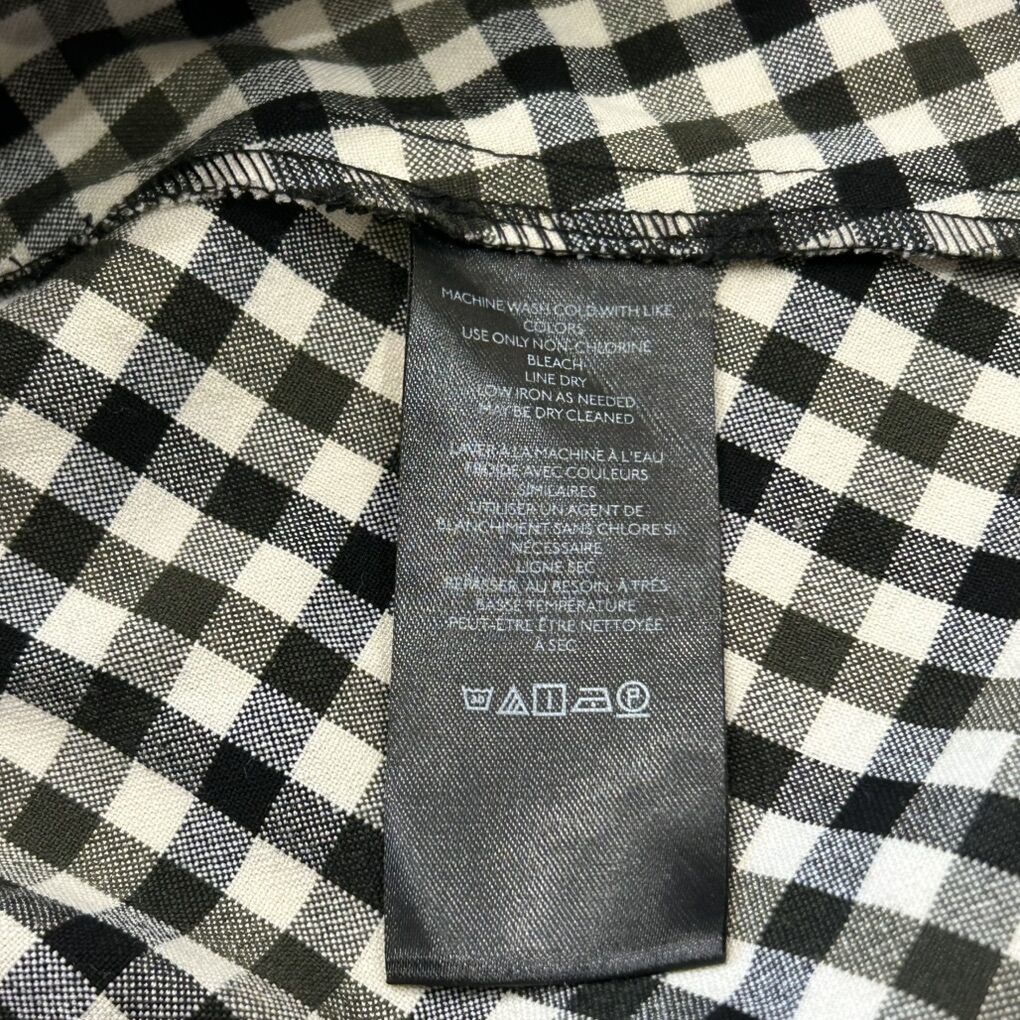 MACHINE WASH COLD WITH LIKE
COLORS
USE ONLY NON-CHLORINE
BLEACH
LINE DRY
LOW IRON AS NEEDED
MAY BE DRY CLEANED
LAVER A LA MACHINE À L'EAU
FROIDE AVEC COULEURS
SIMILAIRES
UTILISER UN AGENT DE
BLANCHIMENT SANS CHLORE SI
NÉCESSAIRE
LIGNE SEC
REPASSER, AU BESOIN, À TRÈS
BASSE TEMPÉRATURE
PEUT-ÊTRE ÊTRE NETTOYÉE
À SEC
P